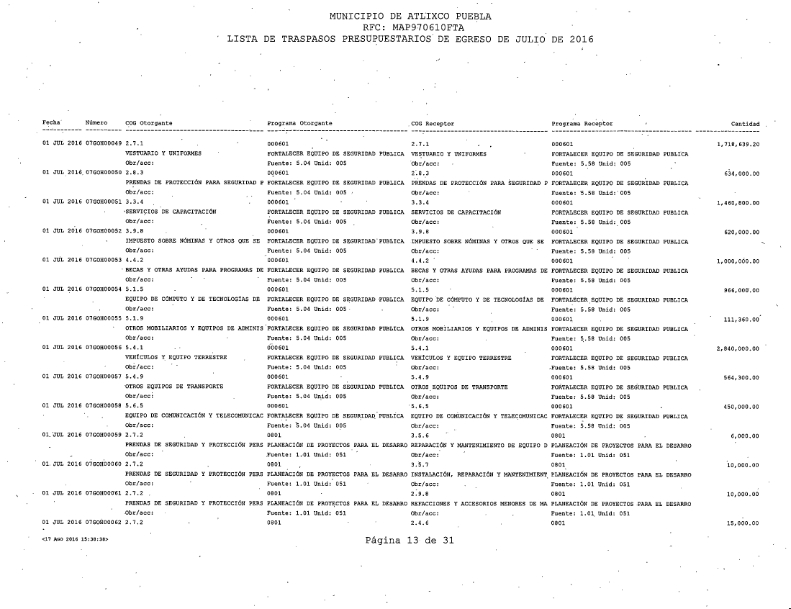 MUNICIPIO DE ATLIXCO PUEBLA
RFC: MAP970610FTA
LISTA DE TRASPASOS PRESUPUESTARIOS DE EGRESO DE JULIO DE 2016
Fecha Número COG Otorgante Programa Otorgante COG Receptor Programa Receptor Cantidad
01 JUL 2016 07GOH00049 2.7.1 000601 2.7.1 000601 1,718,639.20
VESTUARIO Y UNIFORMES FORTALECER EQUIPO DE SEGURIDAD PUBLICA VESTUARIO Y UNIFORMES FORTALECER EQUIPO DE SEGURIDAD PUBLICA
Obr/acc: Fuente: 5.04 Unid: 005 Obr/acc: Fuente: 5.58 Unid: 005
01 JUL 2016 07GOH00050 2.8.3 000601 2.8.3 000601 634,000.00
PRENDAS DE PROTECCIÓN PARA SEGURIDAD P FORTALECER EQUIPO DE SEGURIDAD PUBLICA PRENDAS DE PROTECCIÓN PARA SEGURIDAD P FORTALECER EQUIPO DE SEGURIDAD PUBLICA
Obr/acc: Fuente: 5.04 Unid: 005 Obr/acc: Fuente: 5.58 Unid: 005
01 JUL 2016 07GOH00051 3.3.4 000601 3.3.4 000601 1,460,800.00
SERVICIOS DE CAPACITACIÓN FORTALECER EQUIPO DE SEGURIDAD PUBLICA SERVICIOS DE CAPACITACIÓN FORTALECER EQUIPO DE SEGURIDAD PUBLICA
Obr/acc: Fuente: 5.04 Unid: 005 Obr/acc: Fuente: 5.58 Unid: 005
01 JUL 2016 07GOH00052 3.9.8 000601 3.9.8 000601 620,000.00
IMPUESTO SOBRE NÓMINAS Y OTROS QUE SE FORTALECER EQUIPO DE SEGURIDAD PUBLICA IMPUESTO SOBRE NÓMINAS Y OTROS QUE SE FORTALECER EQUIPO DE SEGURIDAD PUBLICA
Obr/acc: Fuente: 5.04 Unid: 005 Obr/acc: Fuente: 5.58 Unid: 005
01 JUL 2016 07GOH00053 4.4.2 000601 4.4.2 000601 1,000,000.00
BECAS Y OTRAS AYUDAS PARA PROGRAMAS DE FORTALECER EQUIPO DE SEGURIDAD PUBLICA BECAS Y OTRAS AYUDAS PARA PROGRAMAS DE FORTALECER EQUIPO DE SEGURIDAD PUBLICA
Obr/acc: Fuente: 5.04 Unid: 005 Obr/acc: Fuente: 5.58 Unid: 005
01 JUL 2016 07GOH00054 5.1.5 000601 5.1.5 000601 966,000.00
EQUIPO DE CÓMPUTO Y DE TECNOLOGÍAS DE FORTALECER EQUIPO DE SEGURIDAD PUBLICA EQUIPO DE CÓMPUTO Y DE TECNOLOGÍAS DE FORTALECER EQUIPO DE SEGURIDAD PUBLICA
Obr/acc: Fuente: 5.04 Unid: 005 Obr/acc: Fuente: 5.58 Unid: 005
01 JUL 2016 07GOH00055 5.1.9 000601 5.1.9 000601 111,360.00
OTROS MOBILIARIOS Y EQUIPOS DE ADMINIS FORTALECER EQUIPO DE SEGURIDAD PUBLICA OTROS MOBILIARIOS Y EQUIPOS DE ADMINIS FORTALECER EQUIPO DE SEGURIDAD PUBLICA
Obr/acc: Fuente: 5.04 Unid: 005 Obr/acc: Fuente: 5.58 Unid: 005
01 JUL 2016 07GOH00056 5.4.1 000601 5.4.1 000601 2,840,000.00
VEHÍCULOS Y EQUIPO TERRESTRE FORTALECER EQUIPO DE SEGURIDAD PUBLICA VEHÍCULOS Y EQUIPO TERRESTRE FORTALECER EQUIPO DE SEGURIDAD PUBLICA
Obr/acc: Fuente: 5.04 Unid: 005 Obr/acc: Fuente: 5.58 Unid: 005
01 JUL 2016 07GOH00057 5.4.9 000601 5.4.9 000601 564,300.00
OTROS EQUIPOS DE TRANSPORTE FORTALECER EQUIPO DE SEGURIDAD PUBLICA OTROS EQUIPOS DE TRANSPORTE FORTALECER EQUIPO DE SEGURIDAD PUBLICA
Obr/acc: Fuente: 5.04 Unid: 005 Obr/acc: Fuente: 5.58 Unid: 005
01 JUL 2016 07GOH00058 5.6.5 000601 5.6.5 000601 450,000.00
EQUIPO DE COMUNICACIÓN Y TELECOMUNICAC FORTALECER EQUIPO DE SEGURIDAD PUBLICA EQUIPO DE COMUNICACIÓN Y TELECOMUNICAC FORTALECER EQUIPO DE SEGURIDAD PUBLICA
Obr/acc: Fuente: 5.04 Unid: 005 Obr/acc: Fuente: 5.58 Unid: 005
01 JUL 2016 07GOH00059 2.7.2 0801 3.5.6 0801 6,000.00
PRENDAS DE SEGURIDAD Y PROTECCIÓN PERS PLANEACIÓN DE PROYECTOS PARA EL DESARRO REPARACIÓN Y MANTENIMIENTO DE EQUIPO D PLANEACIÓN DE PROYECTOS PARA EL DESARRO
Obr/acc: Fuente: 1.01 Unid: 051 Obr/acc: Fuente: 1.01 Unid: 051
01 JUL 2016 07GOH00060 2.7.2 0801 3.5.7 0801 10,000.00
PRENDAS DE SEGURIDAD Y PROTECCIÓN PERS PLANEACIÓN DE PROYECTOS PARA EL DESARRO INSTALACIÓN, REPARACIÓN Y MANTENIMIENT PLANEACIÓN DE PROYECTOS PARA EL DESARRO
Obr/acc: Fuente: 1.01 Unid: 051 Obr/acc: Fuente: 1.01 Unid: 051
01 JUL 2016 07GOH00061 2.7.2 0801 2.9.8 0801 10,000.00
PRENDAS DE SEGURIDAD Y PROTECCIÓN PERS PLANEACIÓN DE PROYECTOS PARA EL DESARRO REFACCIONES Y ACCESORIOS MENORES DE MA PLANEACIÓN DE PROYECTOS PARA EL DESARRO
Obr/acc: Fuente: 1.01 Unid: 051 Obr/acc: Fuente: 1.01 Unid: 051
01 JUL 2016 07GOH00062 2.7.2 0801 2.4.6 0801 15,000.00
<17 Ago 2016 15:38:38> Página 13 de 31